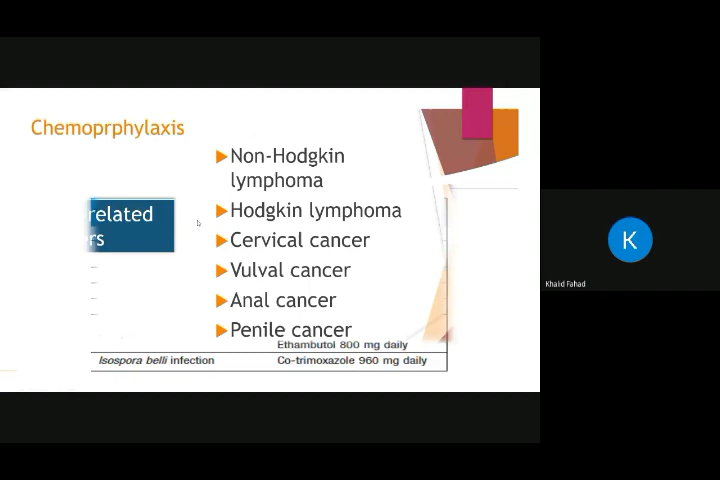 Chemoprphylaxis
Non-Hodgkin
lymphoma
related
rs
Hodgkin lymphoma
Cervical cancer
Vulval cancer
Anal cancer
Penile cancer
Ethambutol 800 mg daily
Isospora belli infection Co-trimoxazole 960 mg daily
K
Khalid Fahad